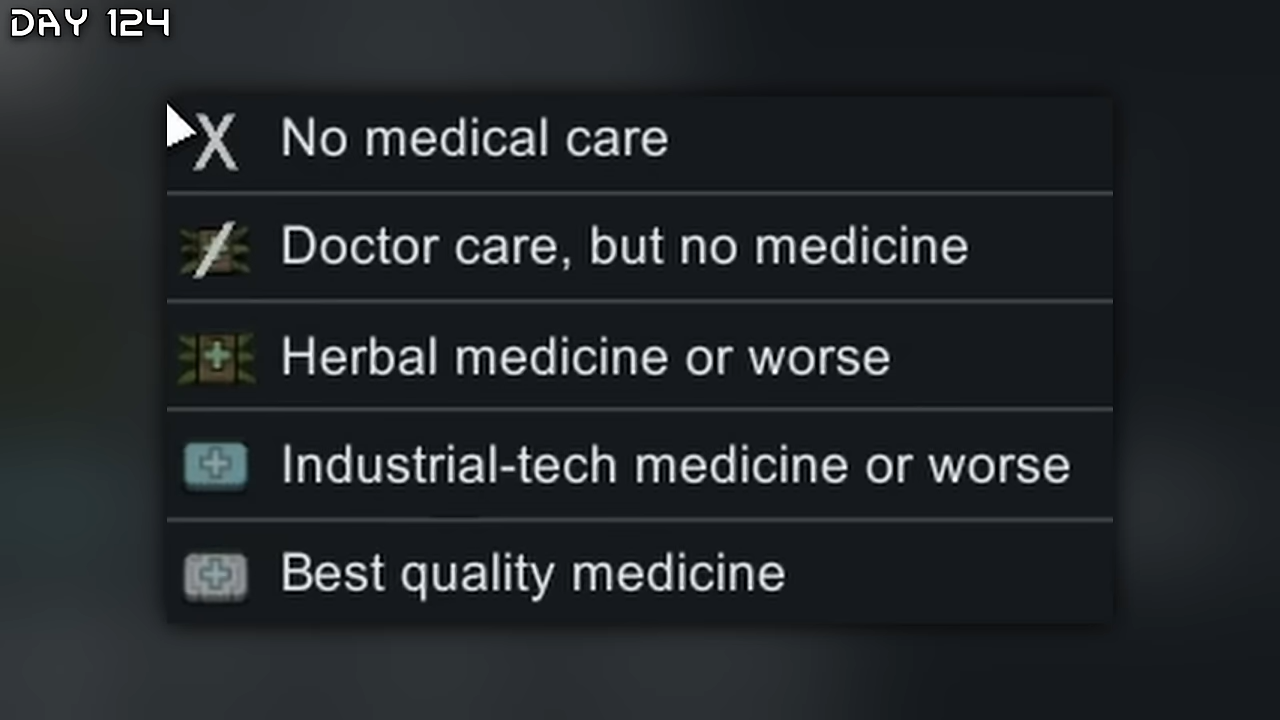 DAY 124
No medical care
Doctor care, but no medicine
Herbal medicine or worse
Industrial-tech medicine or worse
Best quality medicine